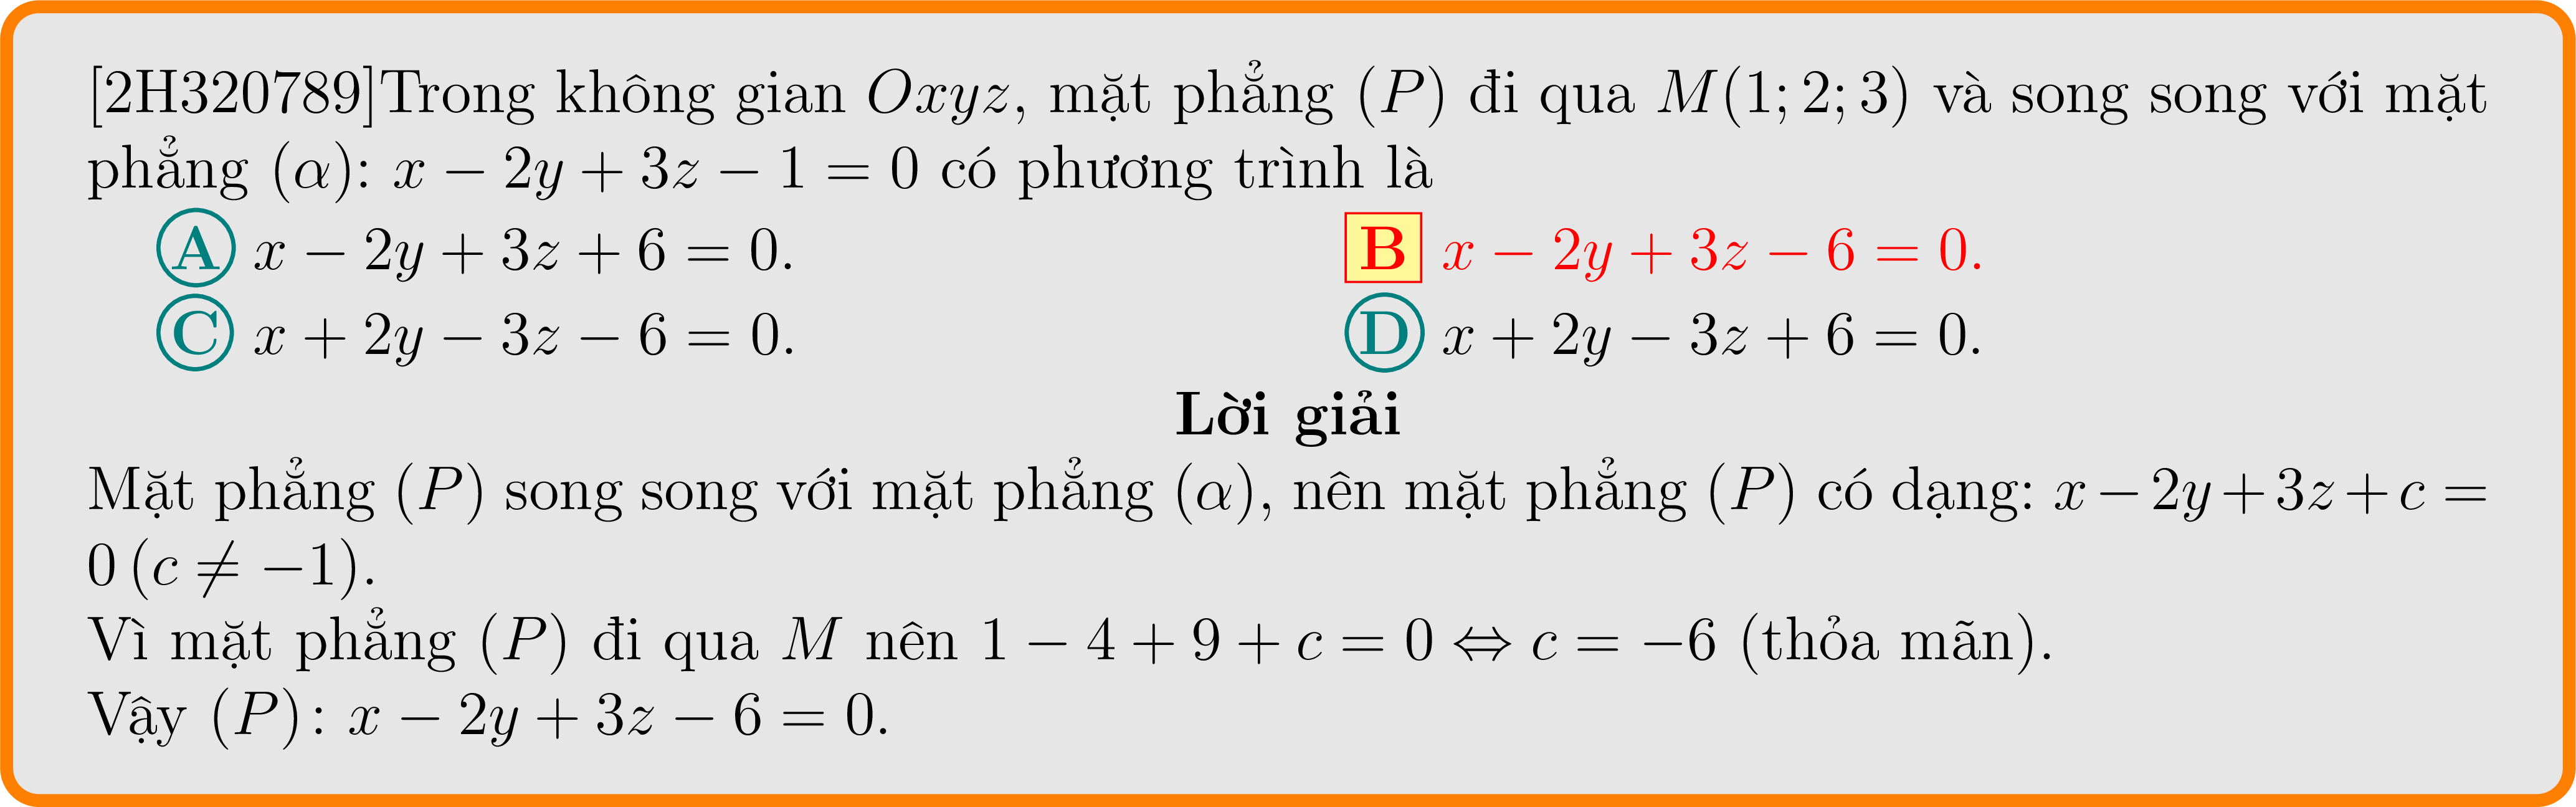 [2H320789]Trong không gian Oxyz, mặt phẳng (P) đi qua M(1; 2; 3) và song song với mặt
phẳng (α): x − 2y + 3z − 1 = 0 có phương trình là
A x − 2y + 3z + 6 = 0. B x − 2y + 3z − 6 = 0.
C x + 2y − 3z − 6 = 0. D x + 2y − 3z + 6 = 0.
Lời giải
Mặt phẳng (P) song song với mặt phẳng (α), nên mặt phẳng (P) có dạng: x − 2y + 3z + c =
0 (c ≠ −1).
Vì mặt phẳng (P) đi qua M nên 1 − 4 + 9 + c = 0 ⇔ c = −6 (thỏa mãn).
Vậy (P): x − 2y + 3z − 6 = 0.